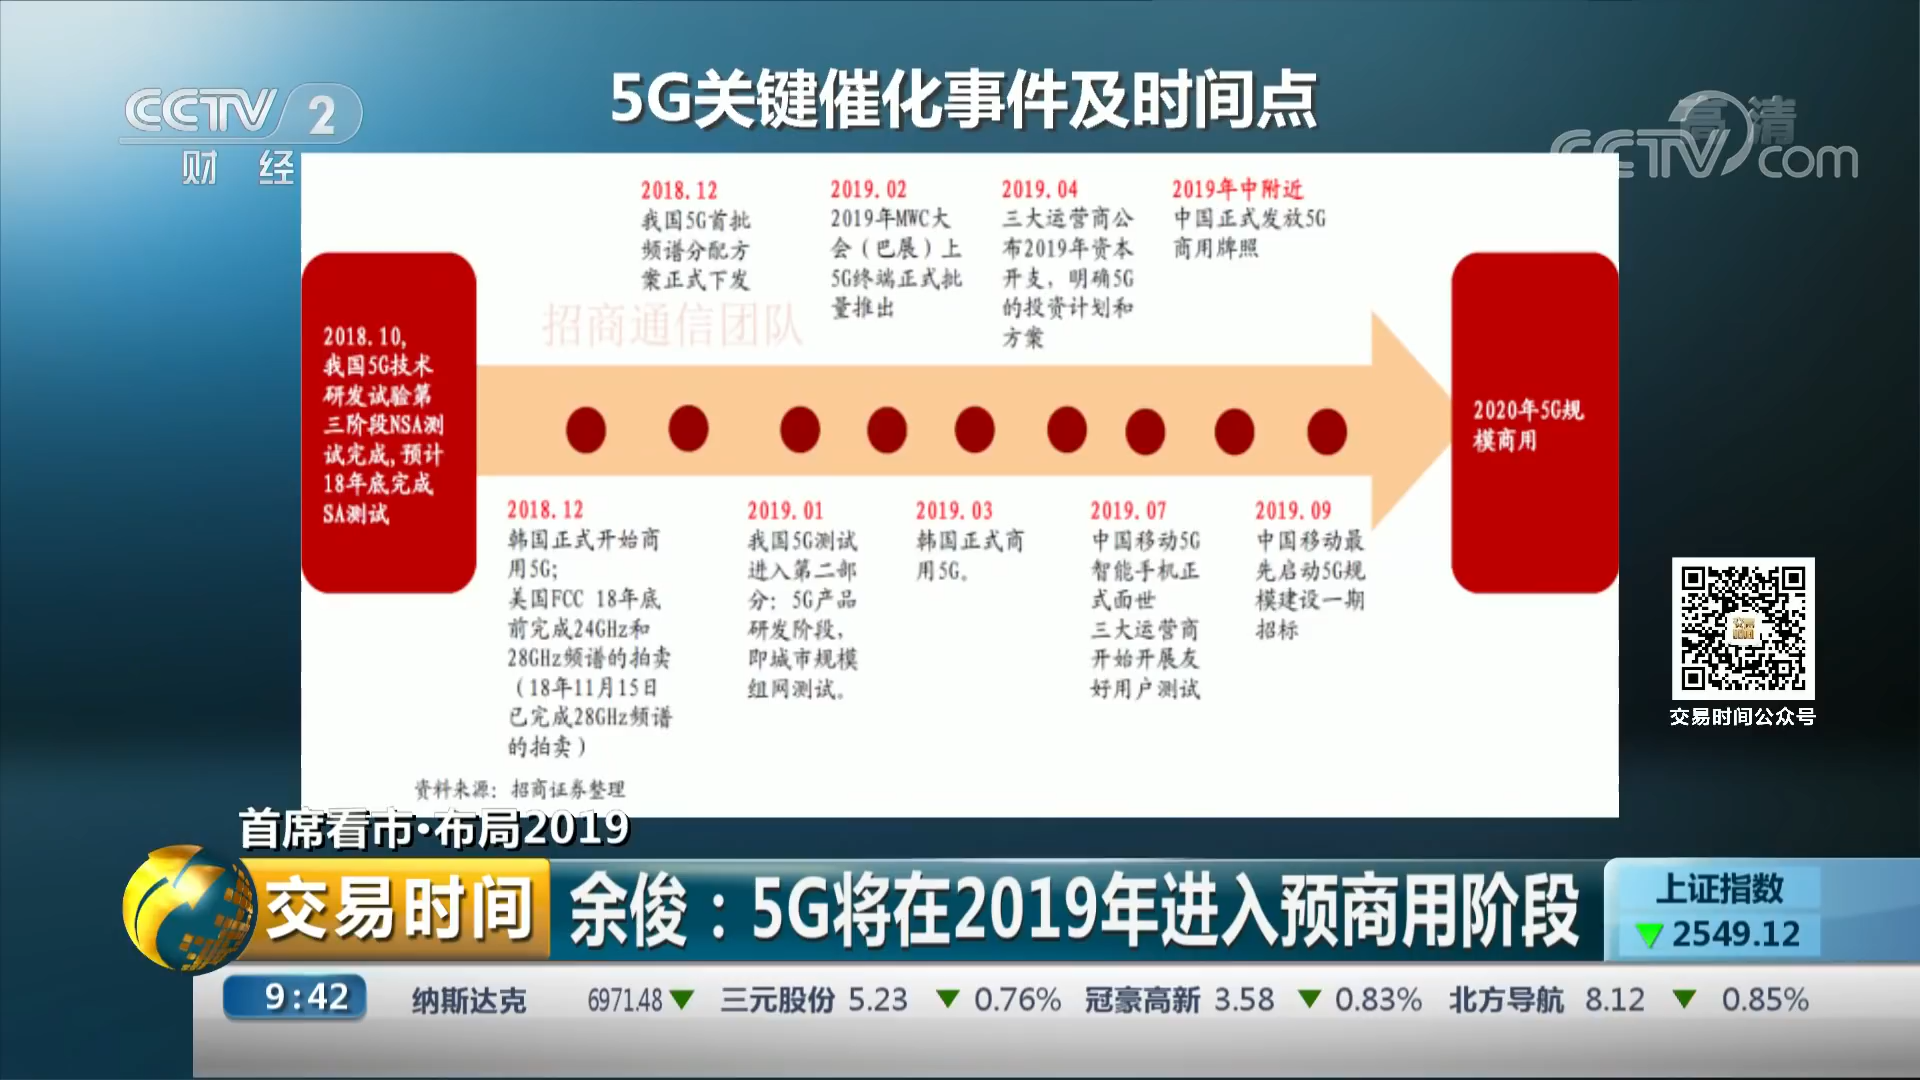 5G关键催化事件及时间点
CCTV 2
财 经
高清
CCTV.com
2018.10,
我国5G技术
研发试验第
三阶段NSA测
试完成,预计
18年底完成
SA测试
2018.12
我国5G首批
频谱分配方
案正式下发
2019.02
2019年MWC大
会（巴展）上
5G终端正式批
量推出
2019.04
三大运营商公
布2019年资本
开支，明确5G
的投资计划和
方案
2019年中附近
中国正式发放5G
商用牌照
招商通信团队
2020年5G规
模商用
2018.12
韩国正式开始商
用5G;
美国FCC 18年底
前完成24GHz和
28GHz频谱的拍卖
（18年11月15日
已完成28GHz频谱
的拍卖）
2019.01
我国5G测试
进入第二部
分：5G产品
研发阶段，
即城市规模
组网测试。
2019.03
韩国正式商
用5G。
2019.07
中国移动5G
智能手机正
式面世
三大运营商
开始开展友
好用户测试
2019.09
中国移动最
先启动5G规
模建设一期
招标
资料来源：招商证券整理
交易时间公众号
首席看市·布局2019
交易时间
余俊：5G将在2019年进入预商用阶段
上证指数
▼ 2549.12
9:42 纳斯达克 6971.48▼ 三元股份 5.23 ▼ 0.76% 冠豪高新 3.58 ▼ 0.83% 北方导航 8.12 ▼ 0.85%